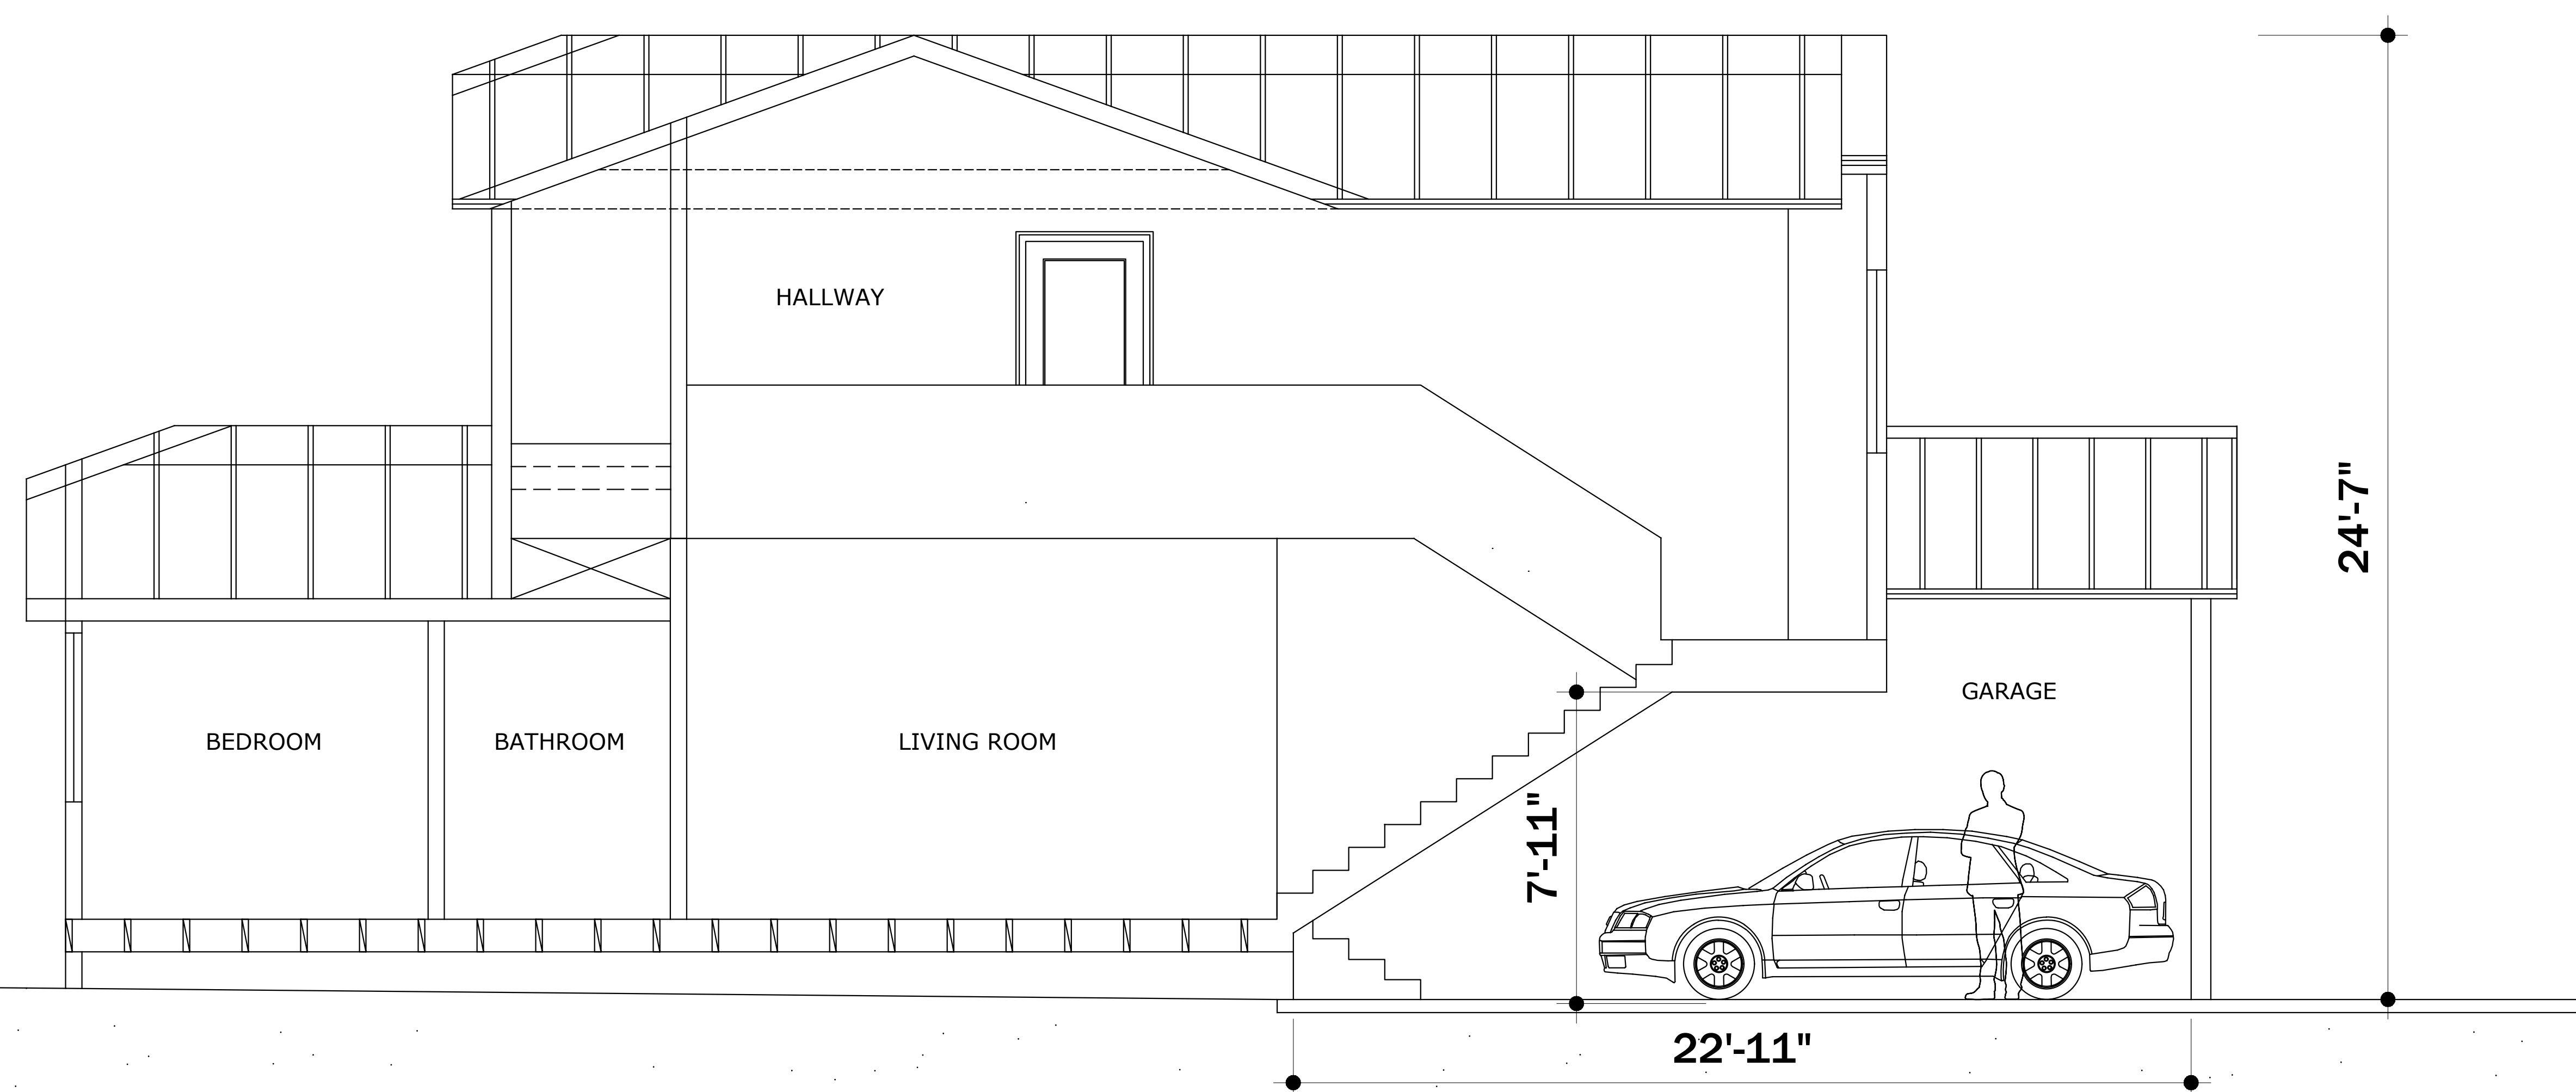 HALLWAY
24'-7"
GARAGE
BEDROOM
BATHROOM
LIVING ROOM
7'-11"
22'-11"